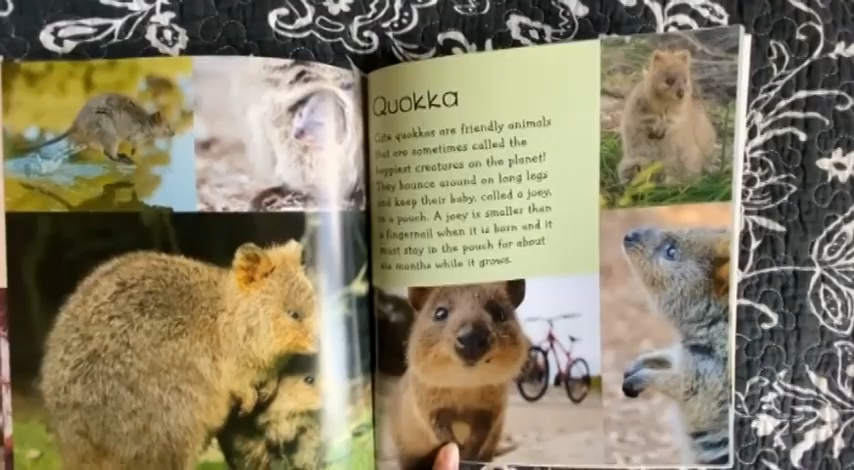 Quokka
Cute quokkas are friendly animals
that are sometimes called the
happiest creatures on the planet!
They bounce around on long legs
and keep their baby, called a joey,
in a pouch. A joey is smaller than
a fingernail when it is born and it
must stay in the pouch for about
six months while it grows.